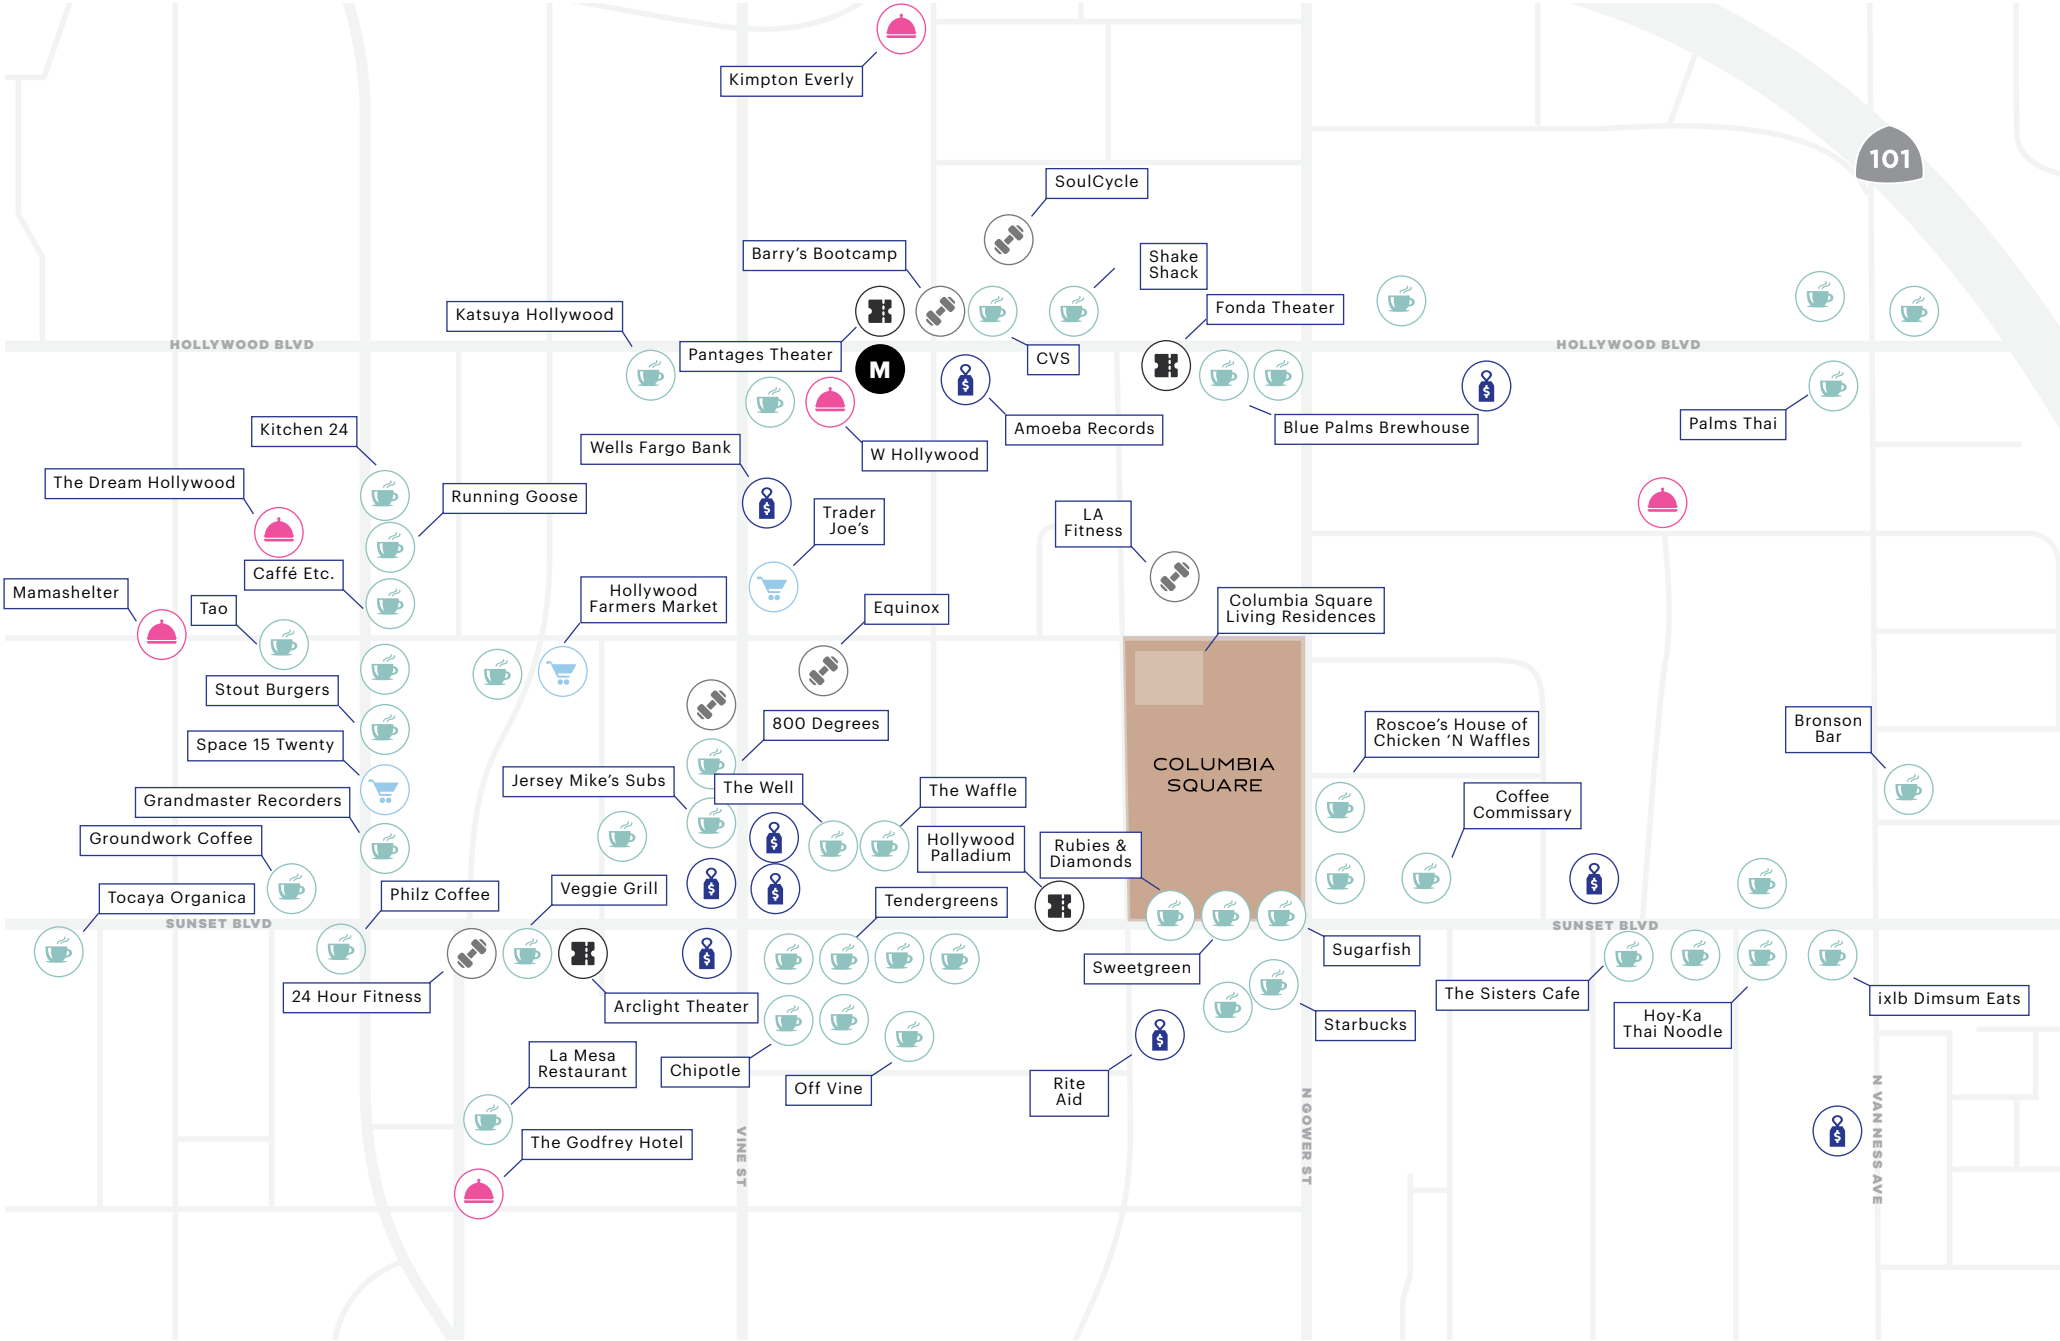 Kimpton Everly
101
SoulCycle
Barry's Bootcamp
Shake
Shack
Katsuya Hollywood
Fonda Theater
HOLLYWOOD BLVD
Pantages Theater
CVS
HOLLYWOOD BLVD
M
Kitchen 24
Amoeba Records
Blue Palms Brewhouse
Palms Thai
Wells Fargo Bank
W Hollywood
The Dream Hollywood
Running Goose
Trader
Joe's
LA
Fitness
Caffé Etc.
Mamashelter
Tao
Hollywood
Farmers Market
Equinox
Columbia Square
Living Residences
Stout Burgers
800 Degrees
Roscoe's House of
Chicken 'N Waffles
Bronson
Bar
Space 15 Twenty
COLUMBIA
SQUARE
Jersey Mike's Subs
The Well
The Waffle
Grandmaster Recorders
Coffee
Commissary
Groundwork Coffee
Hollywood
Palladium
Rubies &
Diamonds
Tocaya Organica
Philz Coffee
Veggie Grill
Tendergreens
SUNSET BLVD
SUNSET BLVD
Sugarfish
Sweetgreen
24 Hour Fitness
Arclight Theater
The Sisters Cafe
ixlb Dimsum Eats
Starbucks
Hoy-Ka
Thai Noodle
La Mesa
Restaurant
Chipotle
Off Vine
Rite
Aid
The Godfrey Hotel
VINE ST
N GOWER ST
N VAN NESS AVE
$
$
$
$
$
$
$
$
$
$